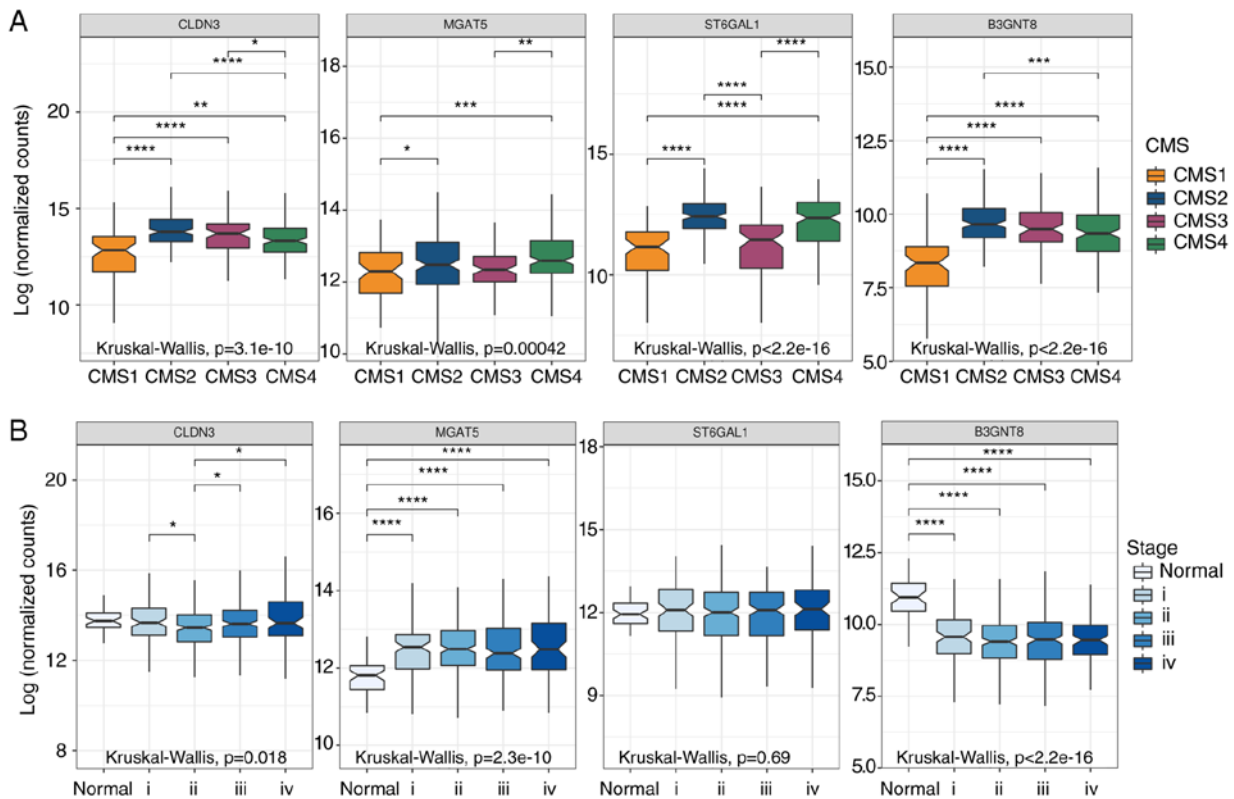 A
CLDN3
MGAT5
ST6GAL1
B3GNT8
Log (normalized counts)
20
15
10
* **** ** **** ****
Kruskal-Wallis, p=3.1e-10
CMS1 CMS2 CMS3 CMS4
18
16
14
12
10
** *** *
Kruskal-Wallis, p=0.00042
CMS1 CMS2 CMS3 CMS4
15
10
**** **** **** ****
Kruskal-Wallis, p<2.2e-16
CMS1 CMS2 CMS3 CMS4
15.0
12.5
10.0
7.5
5.0
*** **** **** ****
Kruskal-Wallis, p<2.2e-16
CMS1 CMS2 CMS3 CMS4
CMS
CMS1
CMS2
CMS3
CMS4
B
CLDN3
MGAT5
ST6GAL1
B3GNT8
Log (normalized counts)
20
16
12
8
* * *
Kruskal-Wallis, p=0.018
Normal i ii iii iv
16
14
12
10
**** **** **** ****
Kruskal-Wallis, p=2.3e-10
Normal i ii iii iv
18
15
12
9
Kruskal-Wallis, p=0.69
Normal i ii iii iv
15.0
12.5
10.0
7.5
5.0
**** **** **** ****
Kruskal-Wallis, p<2.2e-16
Normal i ii iii iv
Stage
Normal
i
ii
iii
iv